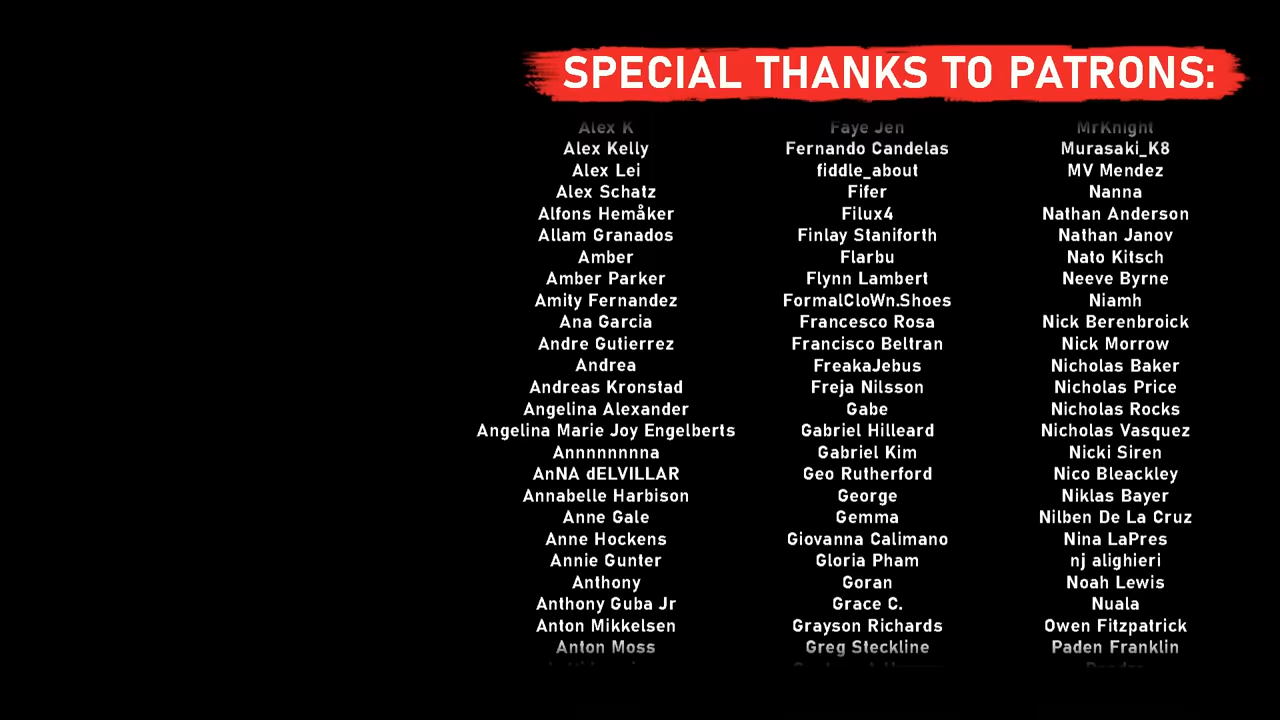 SPECIAL THANKS TO PATRONS:
Alex K
Alex Kelly
Alex Lei
Alex Schatz
Alfons Hemåker
Allam Granados
Amber
Amber Parker
Amity Fernandez
Ana Garcia
Andre Gutierrez
Andrea
Andreas Kronstad
Angelina Alexander
Angelina Marie Joy Engelberts
Annnnnnnna
AnNA dELVILLAR
Annabelle Harbison
Anne Gale
Anne Hockens
Annie Gunter
Anthony
Anthony Guba Jr
Anton Mikkelsen
Anton Moss
Faye Jen
Fernando Candelas
fiddle_about
Fifer
Filux4
Finlay Staniforth
Flarbu
Flynn Lambert
FormalCloWn.Shoes
Francesco Rosa
Francisco Beltran
FreakaJebus
Freja Nilsson
Gabe
Gabriel Hilleard
Gabriel Kim
Geo Rutherford
George
Gemma
Giovanna Calimano
Gloria Pham
Goran
Grace C.
Grayson Richards
Greg Steckline
MrKnight
Murasaki_K8
MV Mendez
Nanna
Nathan Anderson
Nathan Janov
Nato Kitsch
Neeve Byrne
Niamh
Nick Berenbroick
Nick Morrow
Nicholas Baker
Nicholas Price
Nicholas Rocks
Nicholas Vasquez
Nicki Siren
Nico Bleackley
Niklas Bayer
Nilben De La Cruz
Nina LaPres
nj alighieri
Noah Lewis
Nuala
Owen Fitzpatrick
Paden Franklin